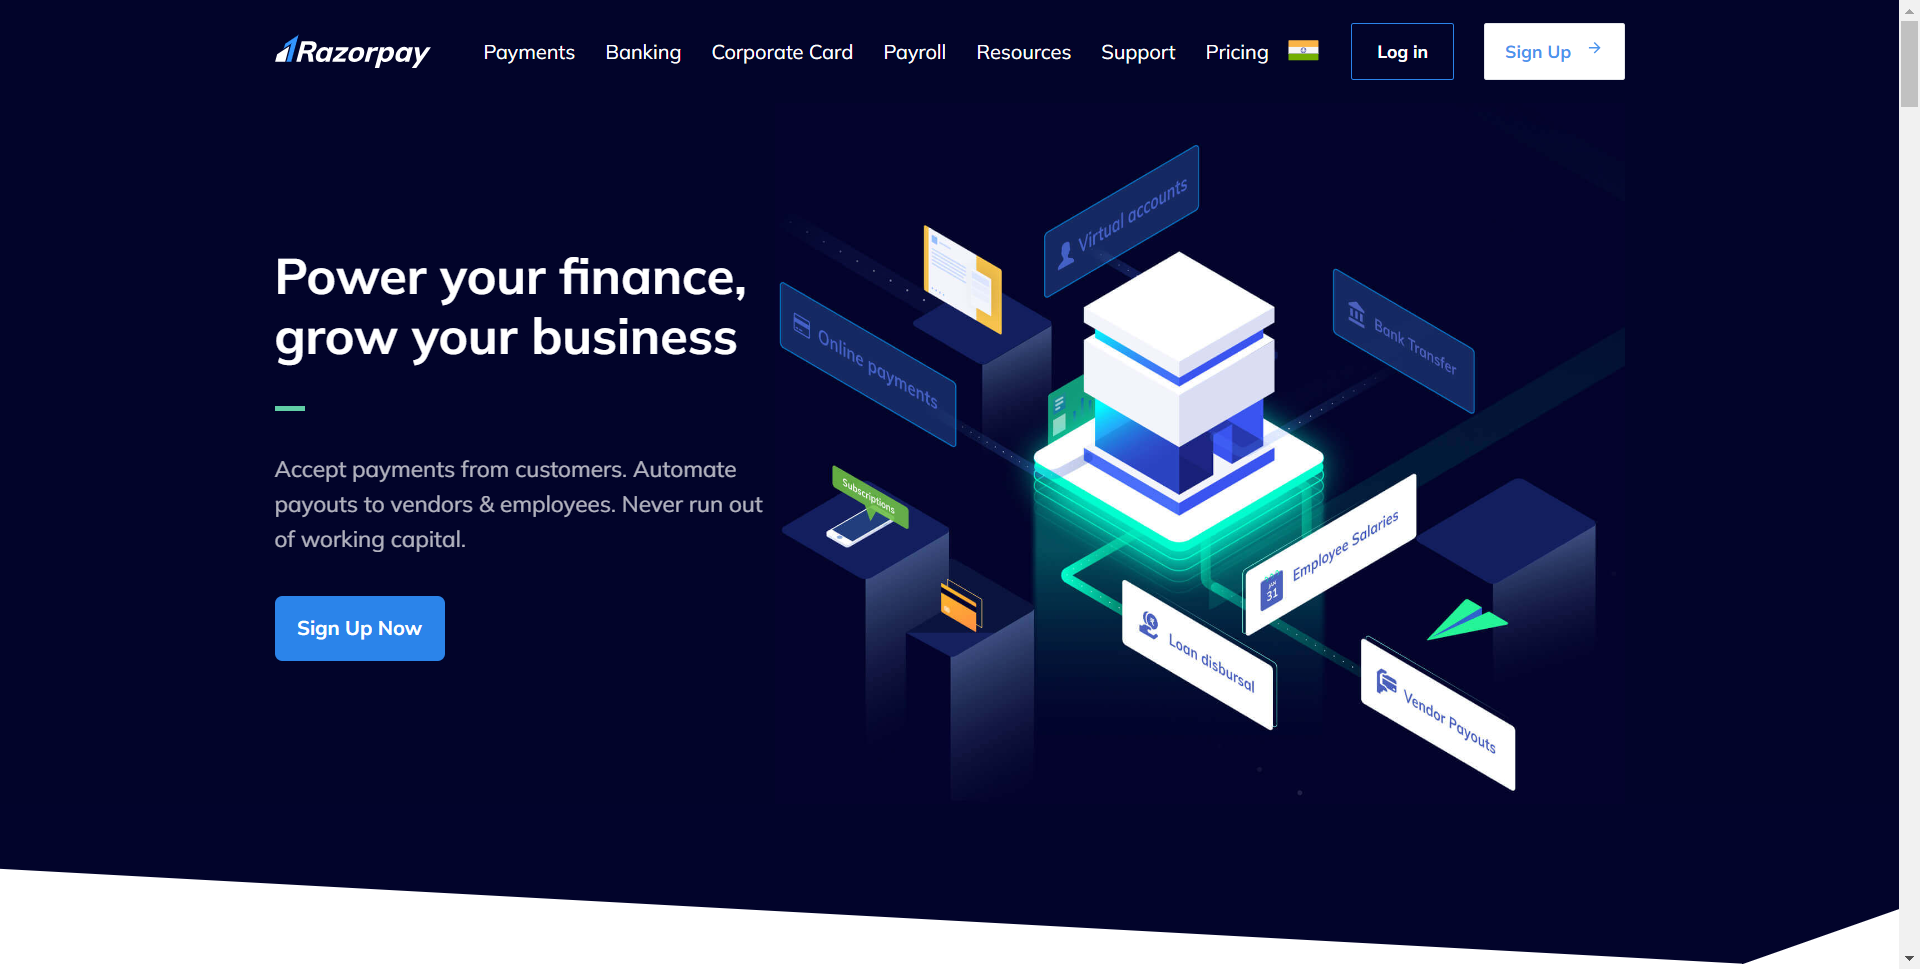 Razorpay
Payments
Banking
Corporate Card
Payroll
Resources
Support
Pricing
Log in
Sign Up
Power your finance,
grow your business
Accept payments from customers. Automate
payouts to vendors & employees. Never run out
of working capital.
Sign Up Now
Virtual accounts
Online payments
Bank Transfer
Subscriptions
Employee Salaries
JAN
31
Loan disbursal
Vendor Payouts